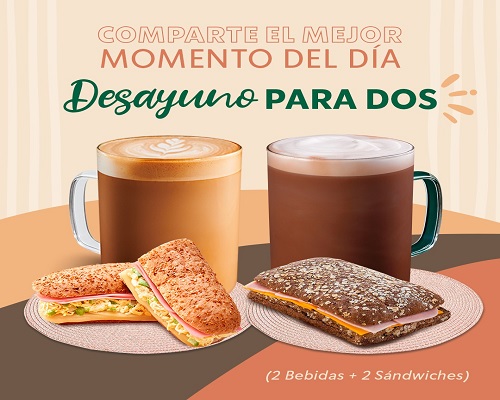 COMPARTE EL MEJOR
MOMENTO DEL DÍA
Desayuno PARA DOS
(2 Bebidas + 2 Sándwiches)